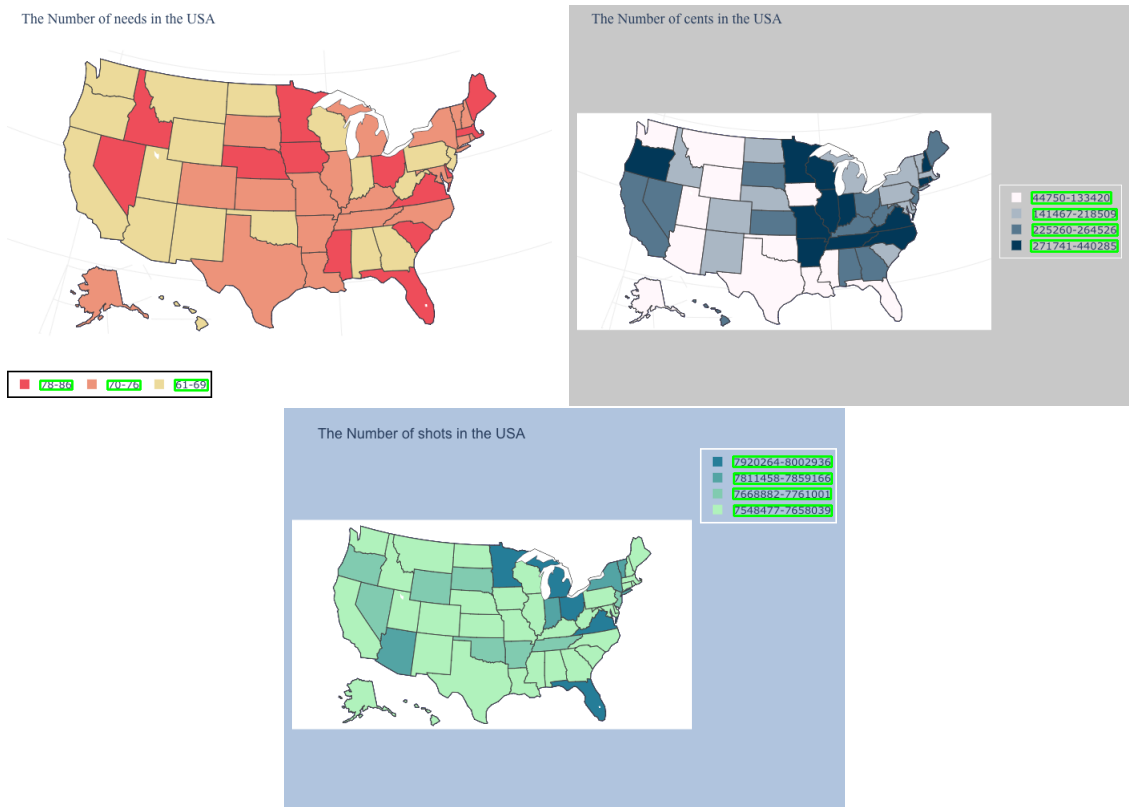 The Number of needs in the USA
78-86 70-76 61-69
The Number of cents in the USA
44750-133420
141467-218509
225260-264526
271741-440285
The Number of shots in the USA
7920264-8002936
7811458-7859166
7668882-7761001
7548477-7658039